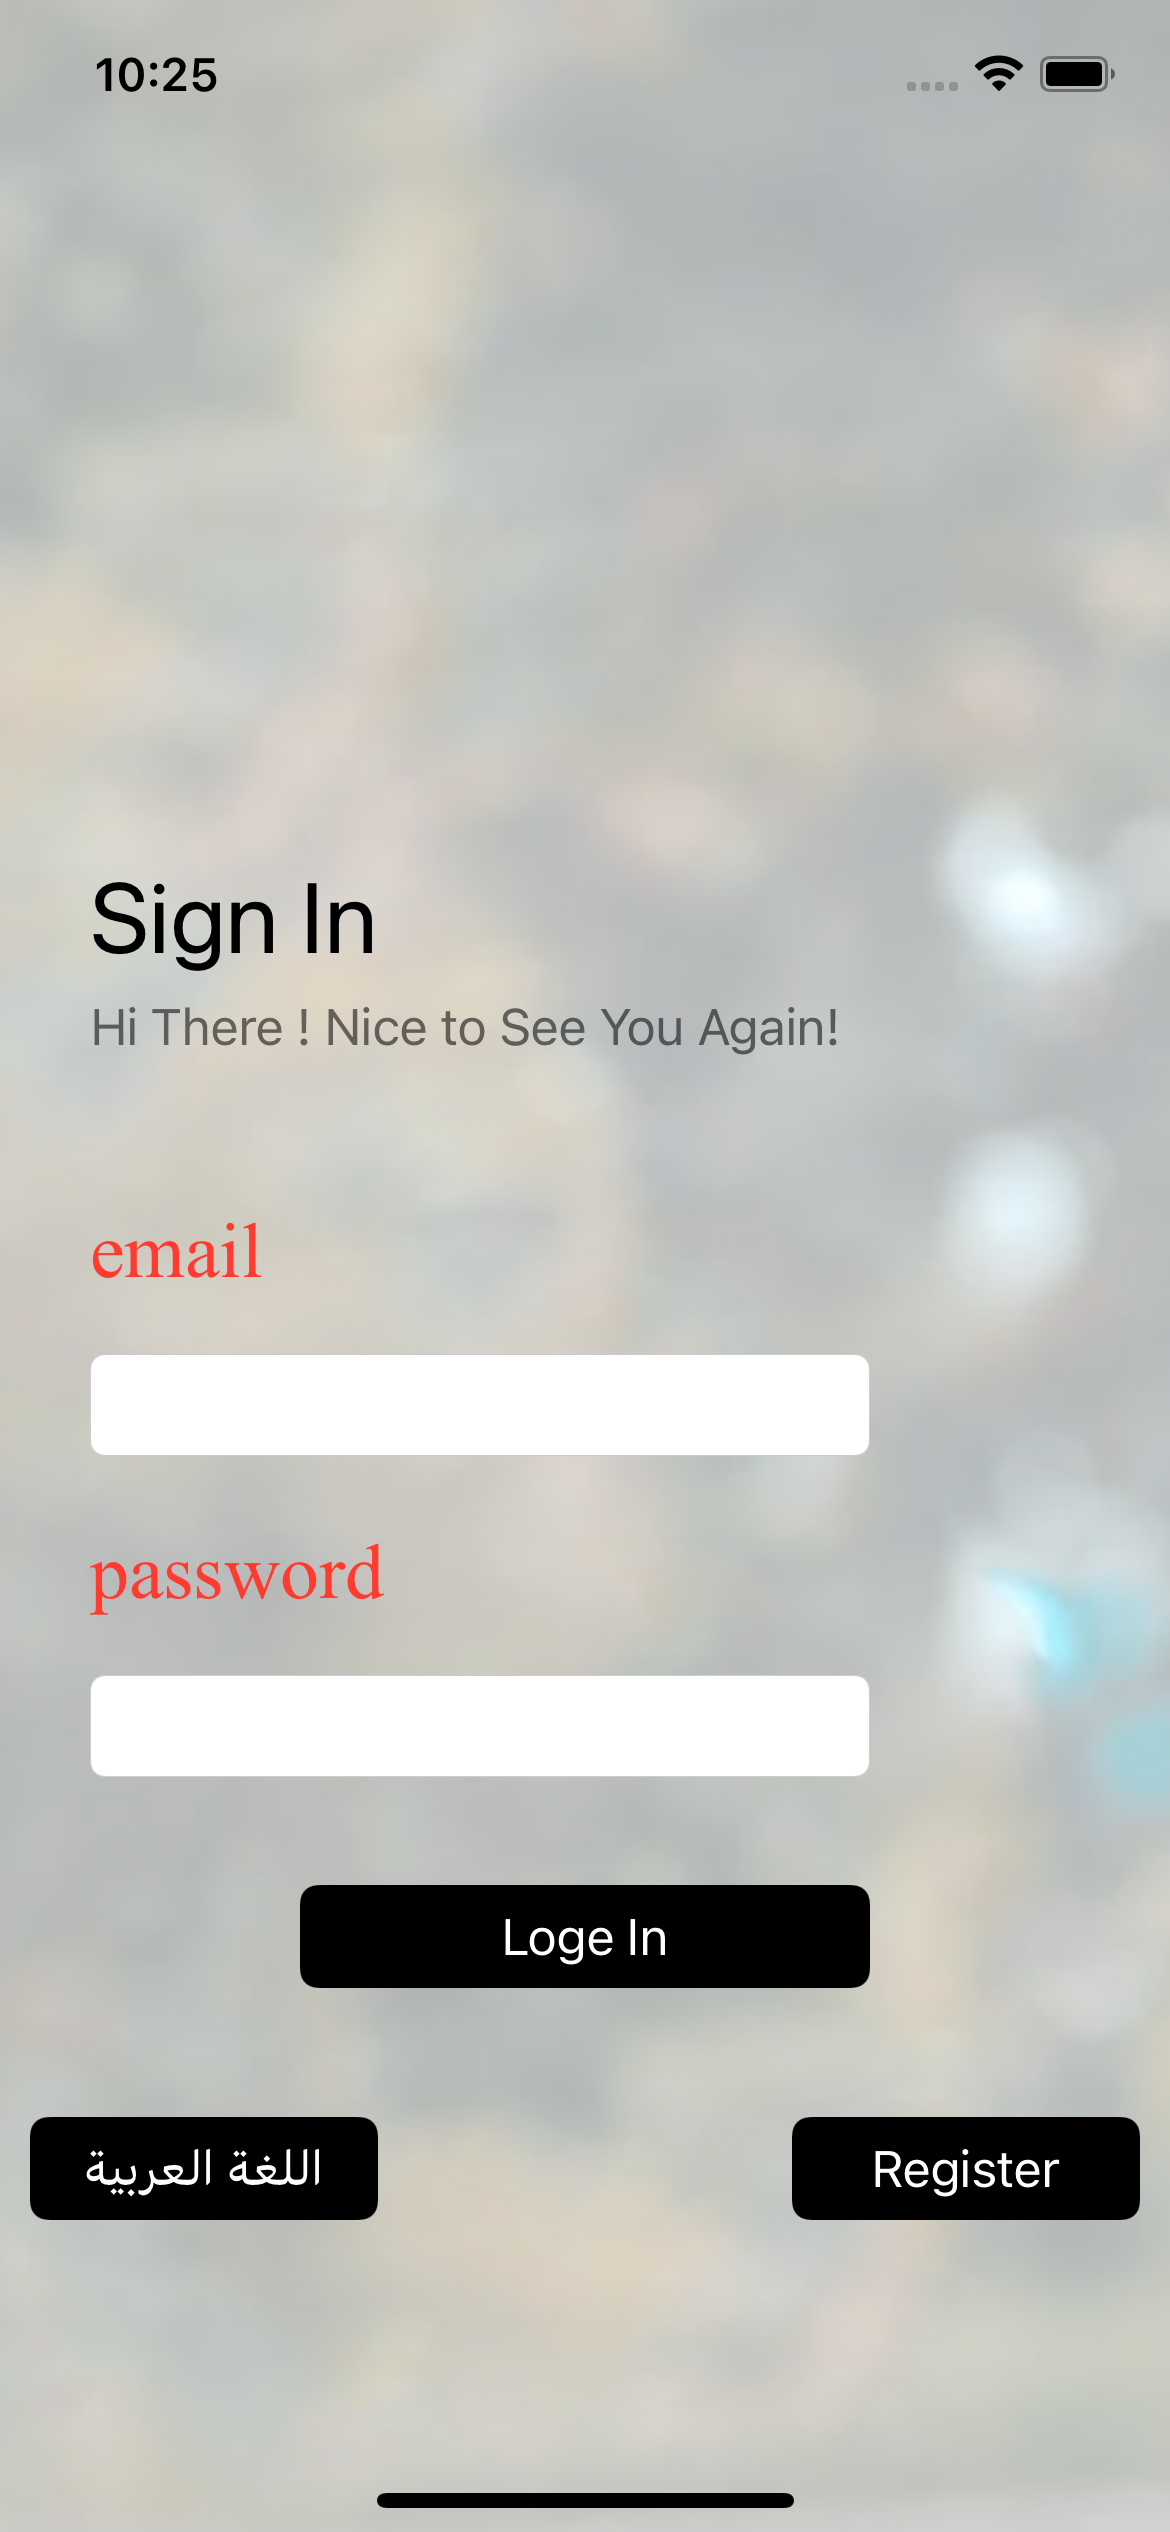 10:25
Sign In
Hi There ! Nice to See You Again!
email
password
Loge In
اللغة العربية
Register